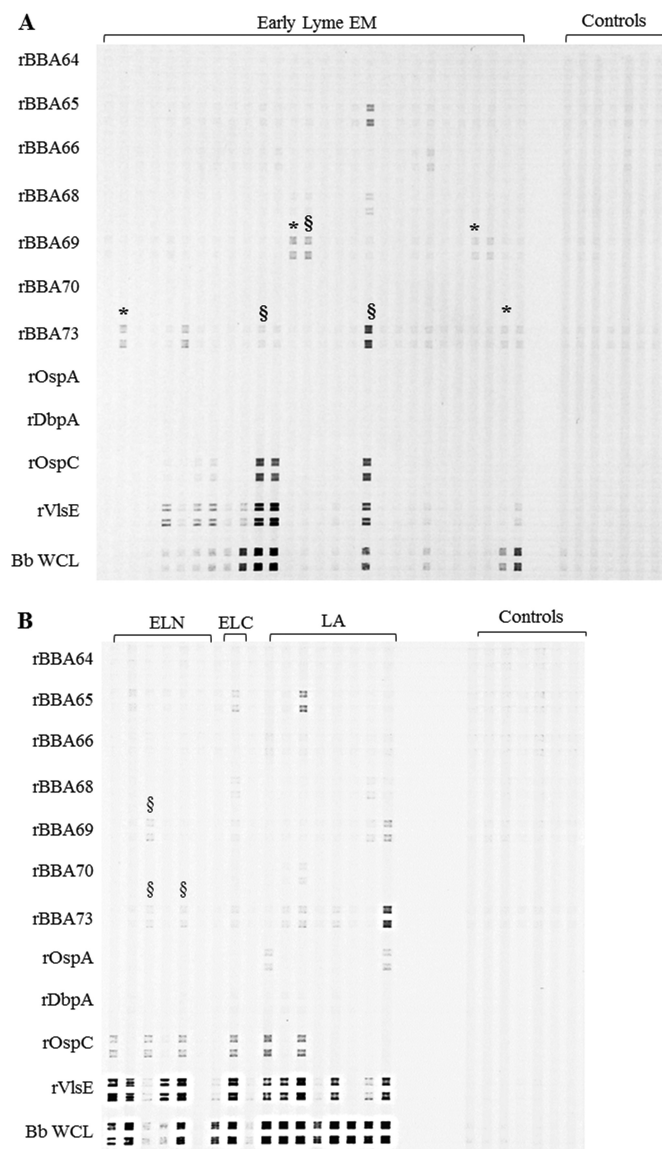 A
Early Lyme EM
Controls
rBBA64
rBBA65
rBBA66
rBBA68
* §
*
rBBA69
rBBA70
*
§
§
*
rBBA73
rOspA
rDbpA
rOspC
rVlsE
Bb WCL
B
ELN
ELC
LA
Controls
rBBA64
rBBA65
rBBA66
rBBA68
§
rBBA69
rBBA70
§ §
rBBA73
rOspA
rDbpA
rOspC
rVlsE
Bb WCL